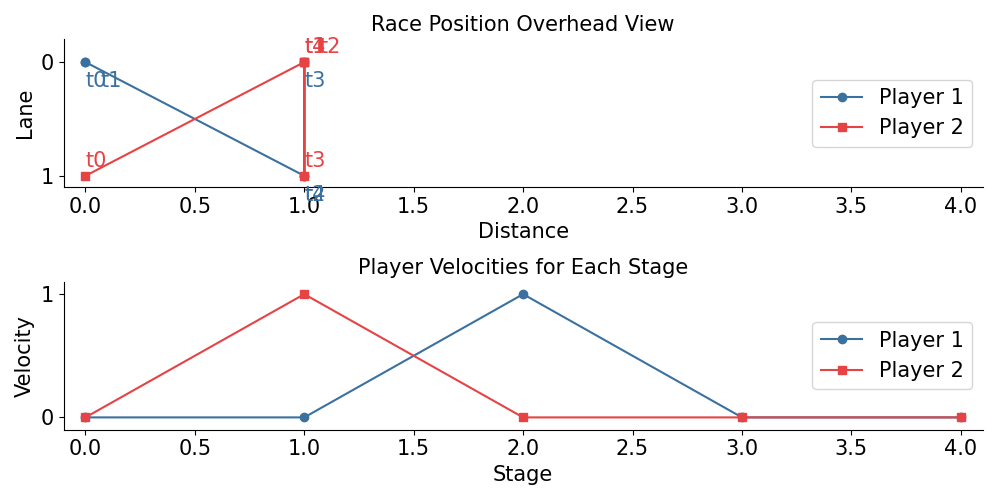 Race Position Overhead View
t1 t2
0
t0 t1
t3
Player 1
Player 2
Lane
t0
t3
1
t4
0.0 0.5 1.0 1.5 2.0 2.5 3.0 3.5 4.0
Distance
Player Velocities for Each Stage
1
Player 1
Player 2
Velocity
0
0.0 0.5 1.0 1.5 2.0 2.5 3.0 3.5 4.0
Stage